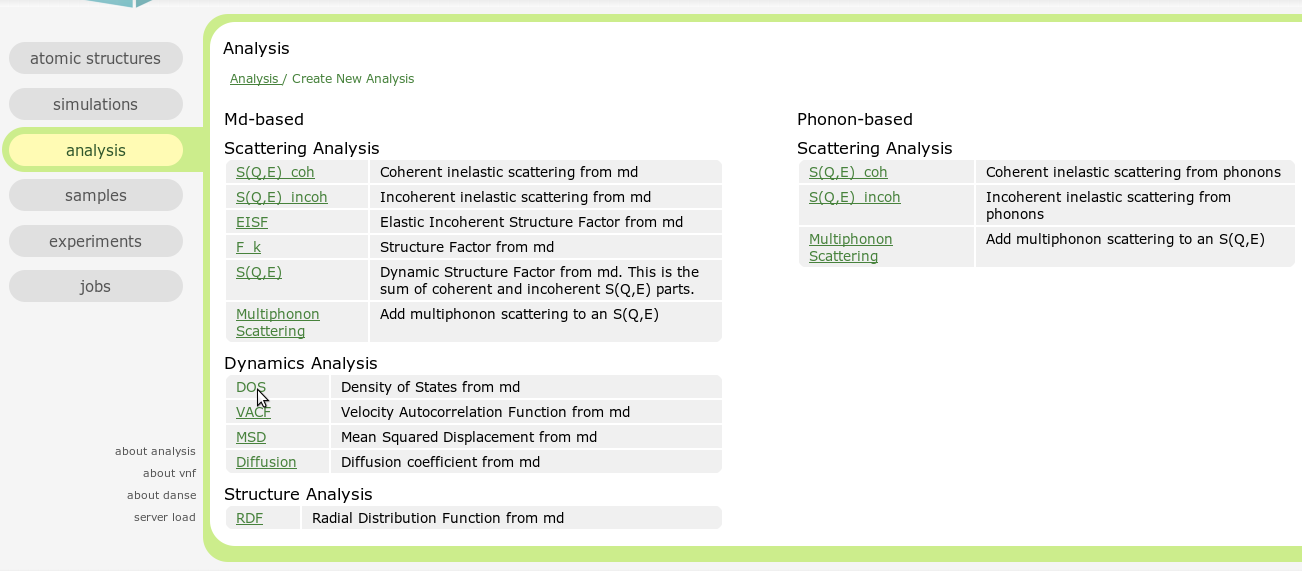 atomic structures
simulations
analysis
samples
experiments
jobs
about analysis
about vnf
about danse
server load
Analysis
Analysis / Create New Analysis
Md-based
Scattering Analysis
S(Q,E)_coh Coherent inelastic scattering from md
S(Q,E)_incoh Incoherent inelastic scattering from md
EISF Elastic Incoherent Structure Factor from md
F_k Structure Factor from md
S(Q,E) Dynamic Structure Factor from md. This is the
sum of coherent and incoherent S(Q,E) parts.
Multiphonon Add multiphonon scattering to an S(Q,E)
Scattering
Dynamics Analysis
DOS Density of States from md
VACF Velocity Autocorrelation Function from md
MSD Mean Squared Displacement from md
Diffusion Diffusion coefficient from md
Structure Analysis
RDF Radial Distribution Function from md
Phonon-based
Scattering Analysis
S(Q,E)_coh Coherent inelastic scattering from phonons
S(Q,E)_incoh Incoherent inelastic scattering from
phonons
Multiphonon Add multiphonon scattering to an S(Q,E)
Scattering